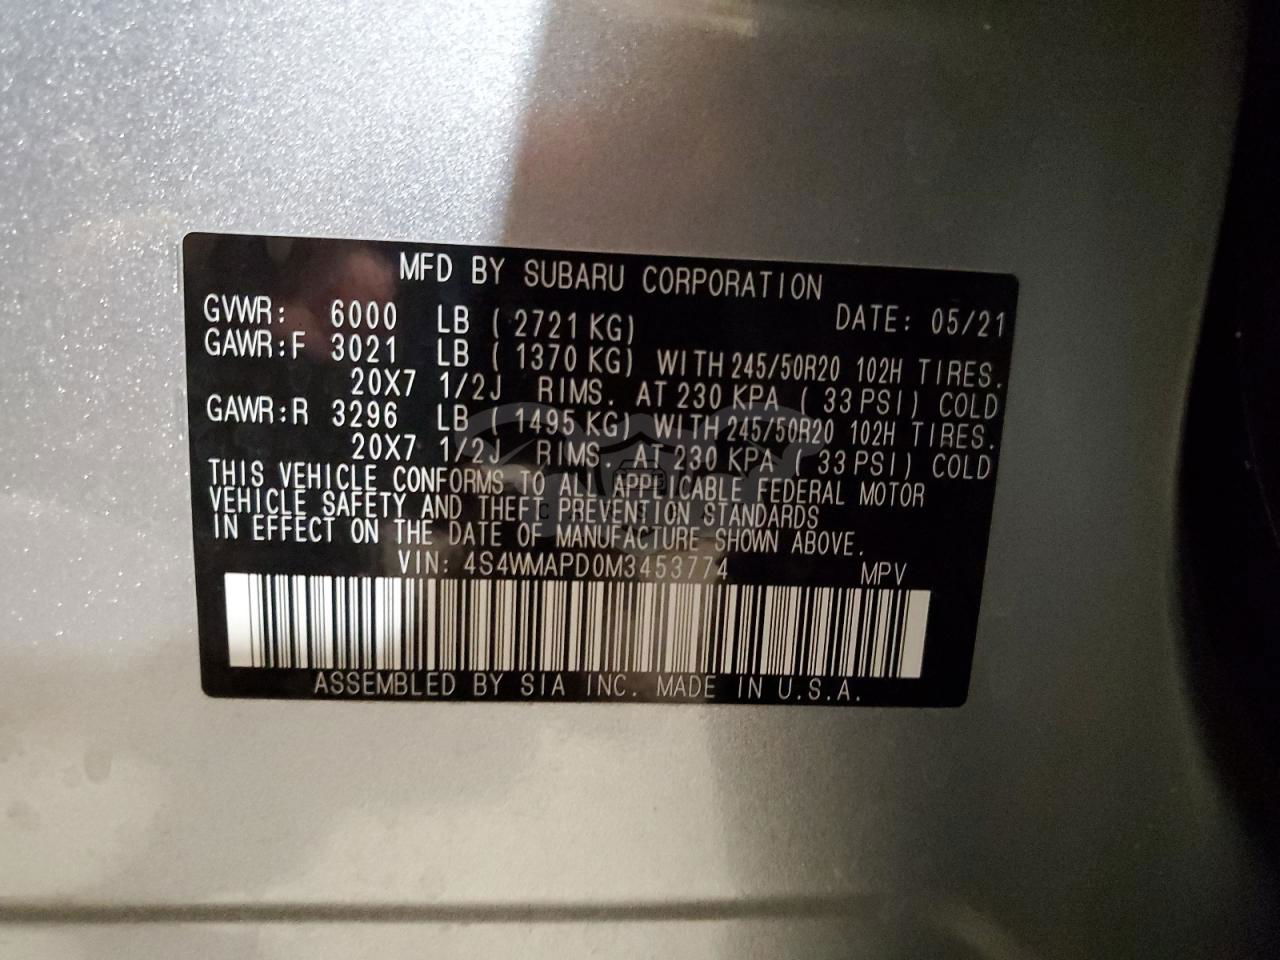 MFD BY SUBARU CORPORATION
GVWR: 6000 LB ( 2721 KG) DATE: 05/21
GAWR:F 3021 LB ( 1370 KG) WITH 245/50R20 102H TIRES.
20X7 1/2J RIMS. AT 230 KPA ( 33 PSI) COLD
GAWR:R 3296 LB ( 1495 KG) WITH 245/50R20 102H TIRES.
20X7 1/2J RIMS. AT 230 KPA ( 33 PSI) COLD
THIS VEHICLE CONFORMS TO ALL APPLICABLE FEDERAL MOTOR
VEHICLE SAFETY AND THEFT PREVENTION STANDARDS
IN EFFECT ON THE DATE OF MANUFACTURE SHOWN ABOVE.
VIN: 4S4WMAPD0M3453774 MPV
ASSEMBLED BY SIA INC. MADE IN U.S.A.